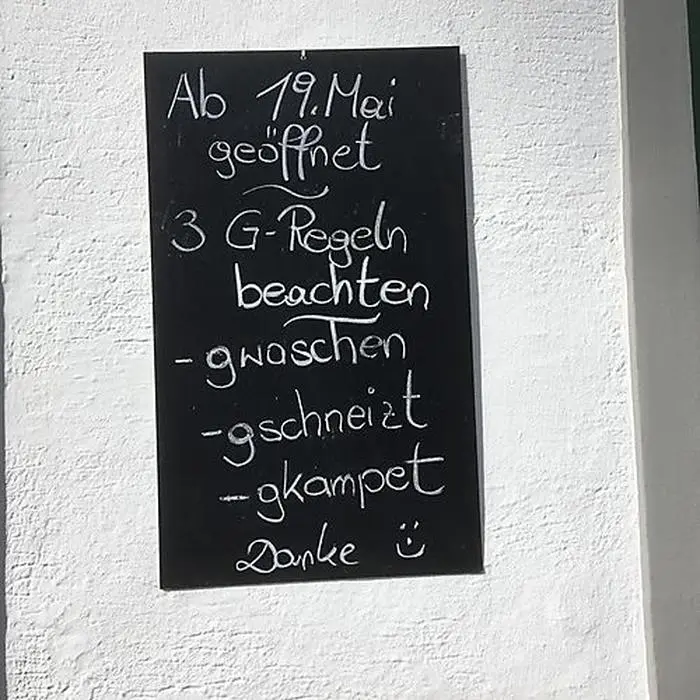 Ab 19. Mai
geöffnet
3 G-Regeln
beachten
- gwaschen
- gschneizt
- gkampet
Danke